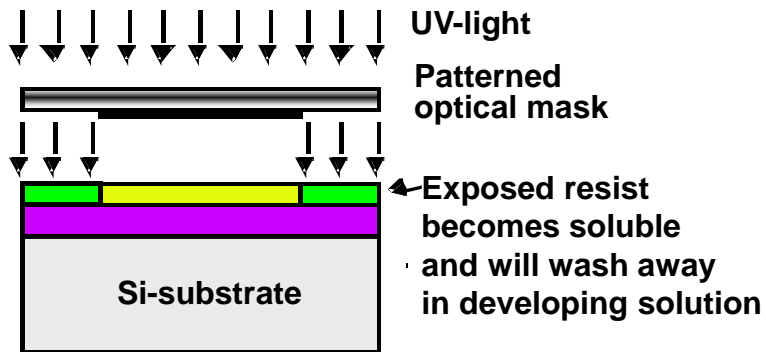 UV-light
Patterned
optical mask
Exposed resist
becomes soluble
and will wash away
in developing solution
Si-substrate